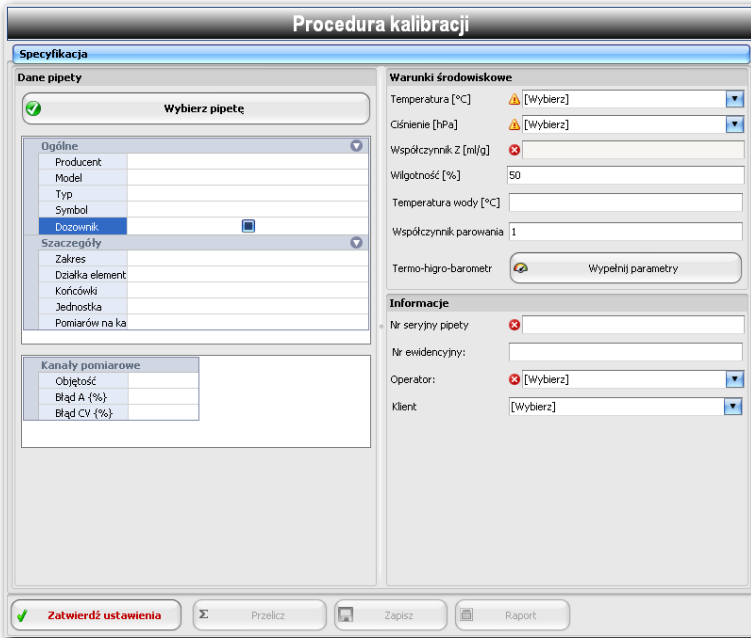 Procedura kalibracji
Specyfikacja
Dane pipety
Wybierz pipetę
Ogólne
Producent
Model
Typ
Symbol
Dozownik
Szaczegóły
Zakres
Działka element
Końcówki
Jednostka
Pomiarów na ka
Kanały pomiarowe
Objętość
Błąd A {%}
Błąd CV {%}
Warunki środowiskowe
Temperatura [°C] [Wybierz]
Ciśnienie [hPa] [Wybierz]
Współczynnik Z [ml/g]
Wilgotność [%] 50
Temperatura wody [°C]
Współczynnik parowania 1
Termo-higro-barometr Wypełnij parametry
Informacje
Nr seryjny pipety
Nr ewidencyjny:
Operator: [Wybierz]
Klient [Wybierz]
Zatwierdź ustawienia Σ Przelicz Zapisz Raport